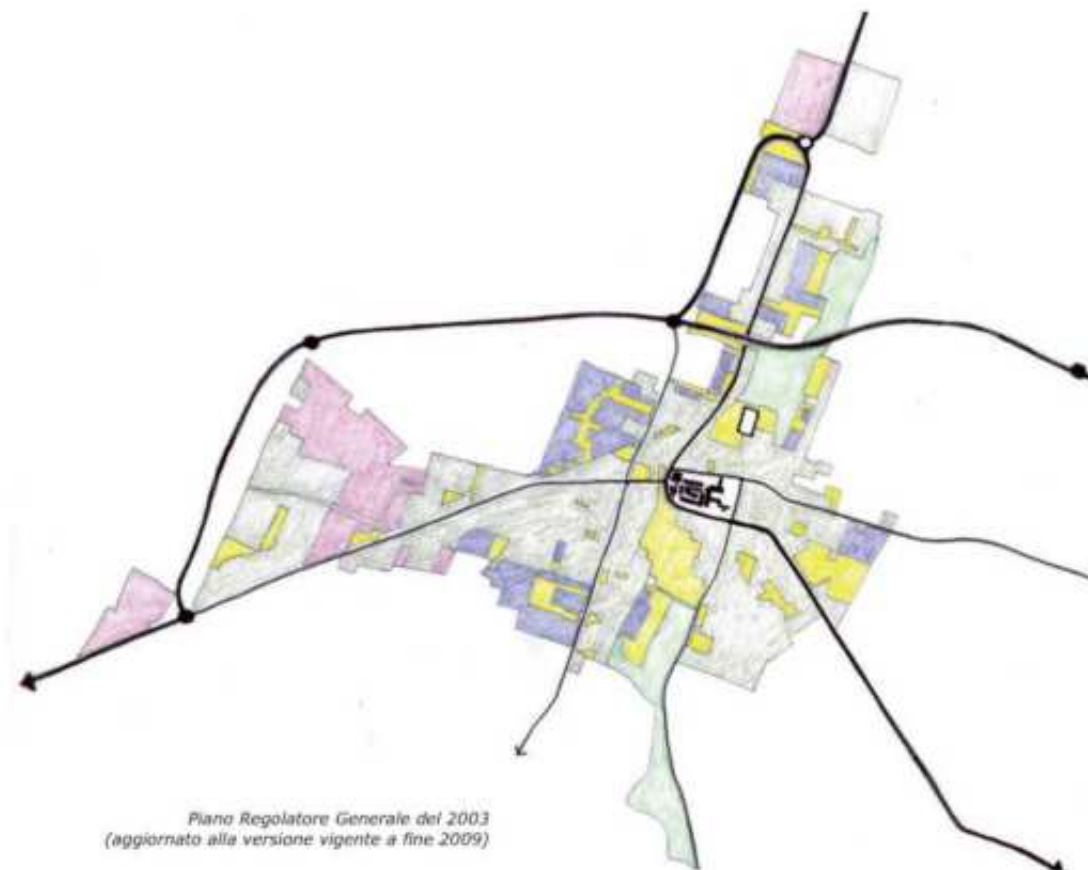 Piano Regolatore Generale del 2003
(aggiornato alla versione vigente a fine 2009)